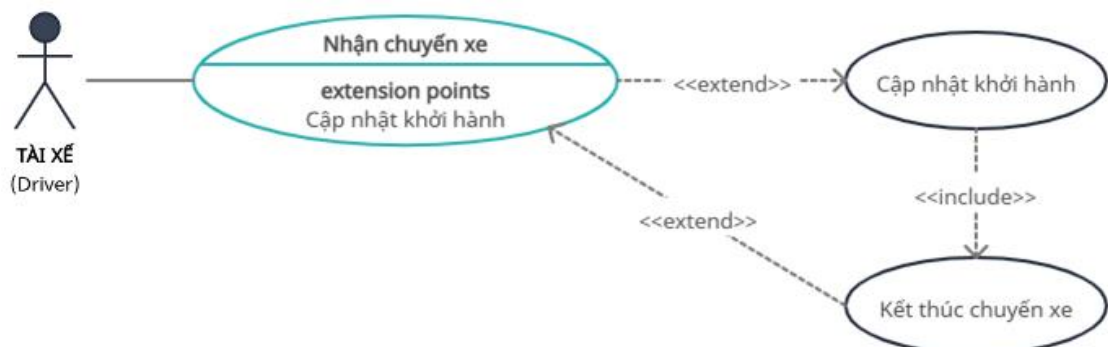 Nhận chuyến xe
extension points
Cập nhật khởi hành
<<extend>>
Cập nhật khởi hành
TÀI XẾ
(Driver)
<<include>>
<<extend>>
Kết thúc chuyến xe